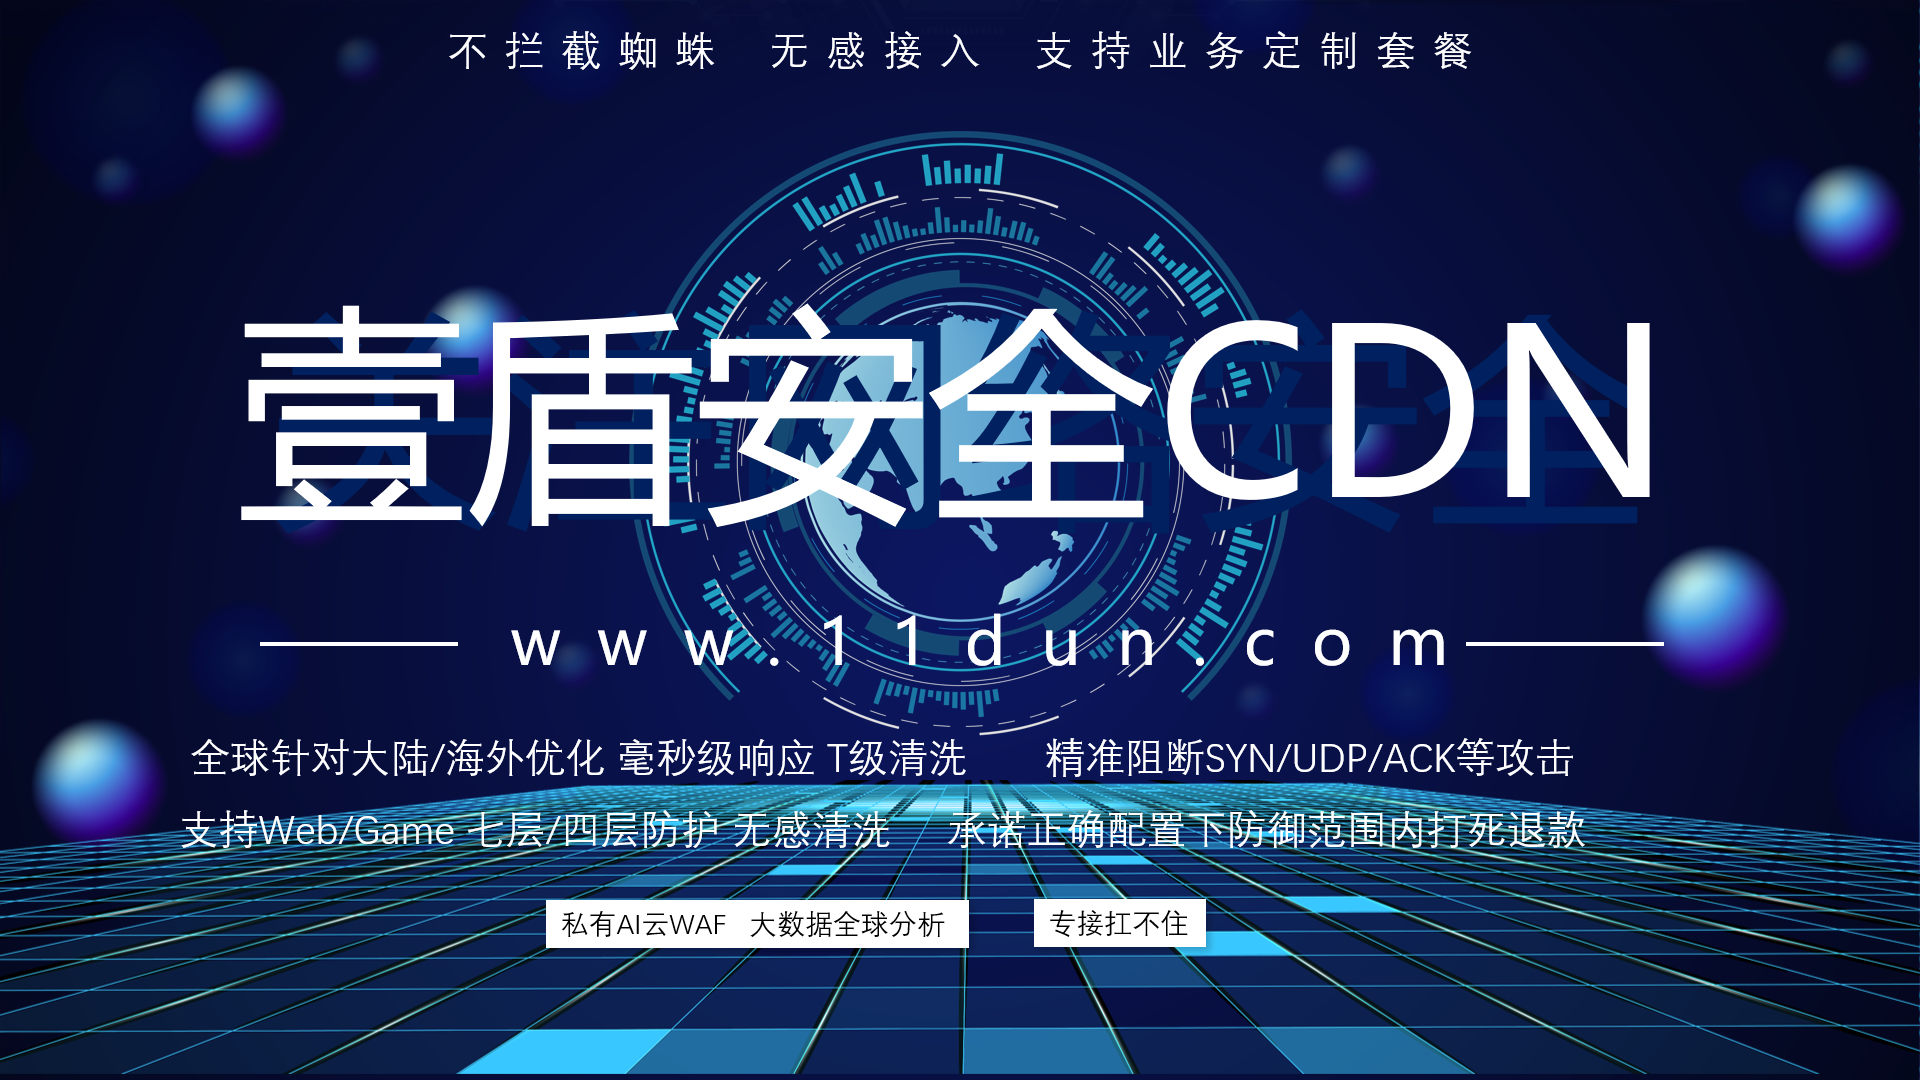 不拦截蜘蛛 无感接入 支持业务定制套餐
壹盾安全CDN
www.11dun.com
全球针对大陆/海外优化 毫秒级响应 T级清洗 精准阻断SYN/UDP/ACK等攻击
支持Web/Game 七层/四层防护 无感清洗 承诺正确配置下防御范围内打死退款
私有AI云WAF 大数据全球分析 专接扛不住